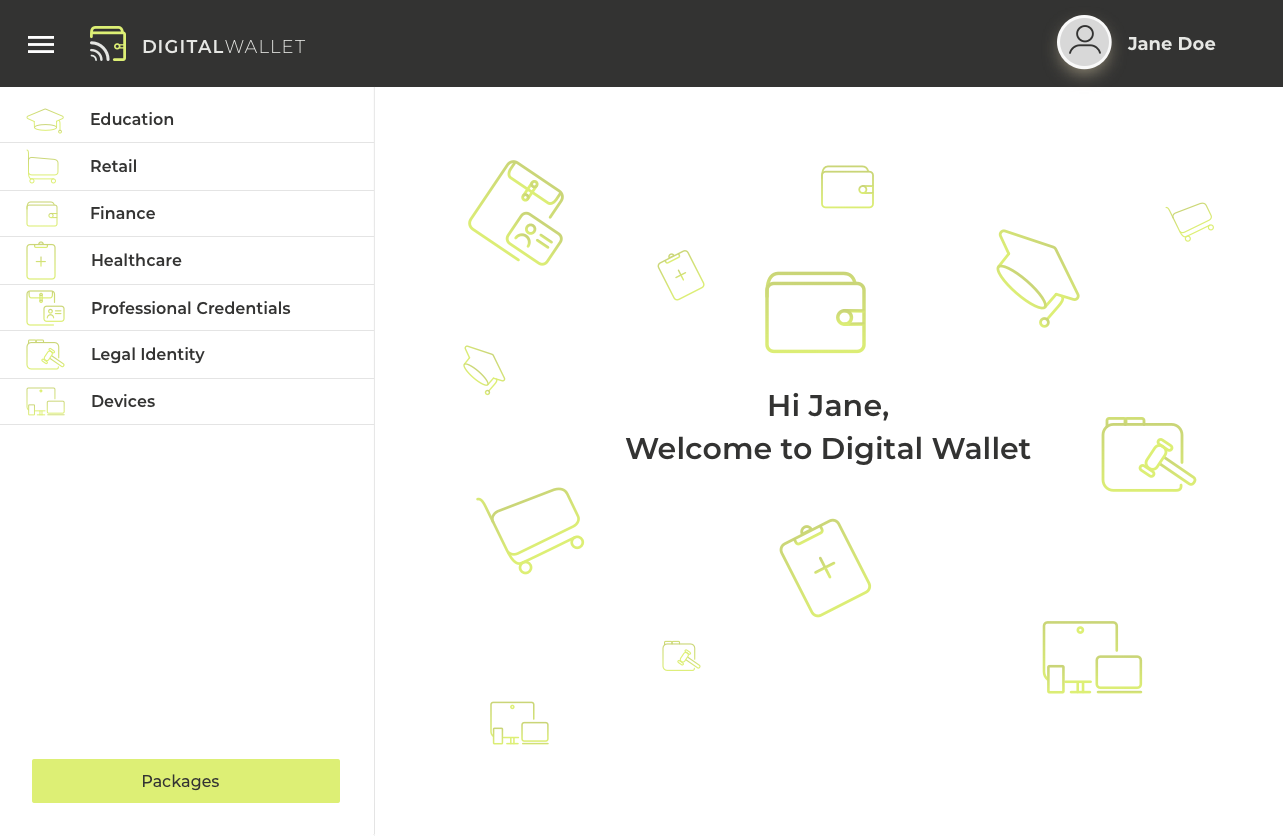 DIGITALWALLET
Jane Doe
Education
Retail
Finance
Healthcare
Professional Credentials
Legal Identity
Devices
Hi Jane,
Welcome to Digital Wallet
Packages